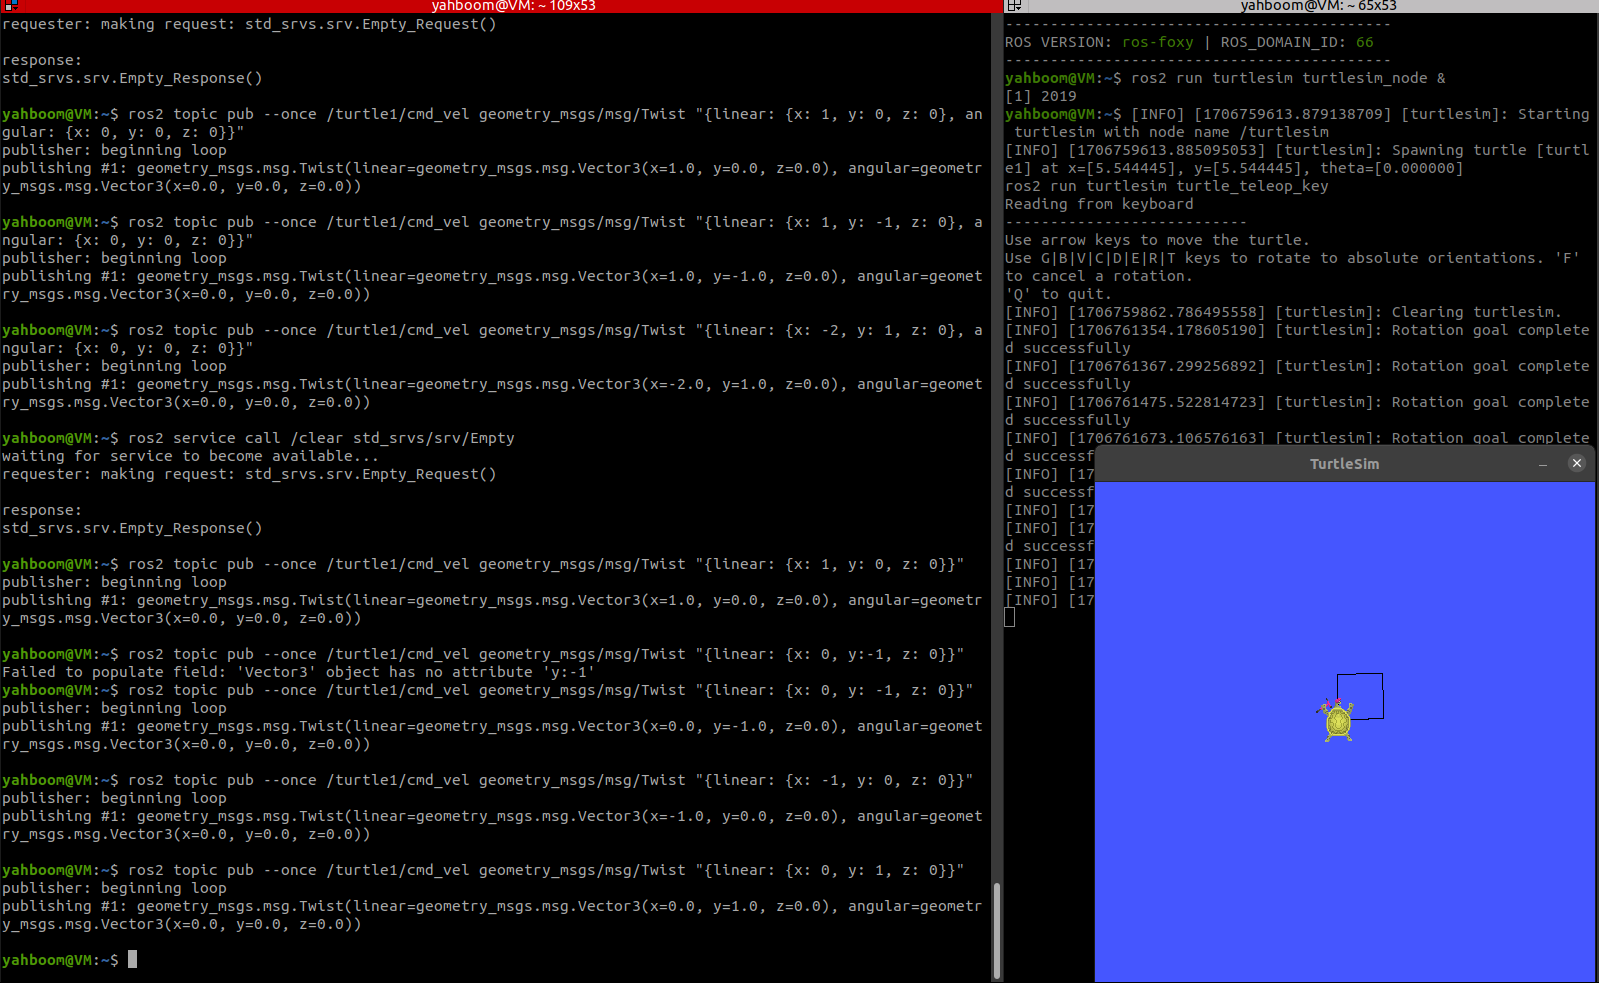 yahboom@VM: ~ 109x53
requester: making request: std_srvs.srv.Empty_Request()
response:
std_srvs.srv.Empty_Response()
yahboom@VM:~$ ros2 topic pub --once /turtle1/cmd_vel geometry_msgs/msg/Twist "{linear: {x: 1, y: 0, z: 0}, an
gular: {x: 0, y: 0, z: 0}}"
publisher: beginning loop
publishing #1: geometry_msgs.msg.Twist(linear=geometry_msgs.msg.Vector3(x=1.0, y=0.0, z=0.0), angular=geometr
y_msgs.msg.Vector3(x=0.0, y=0.0, z=0.0))
yahboom@VM:~$ ros2 topic pub --once /turtle1/cmd_vel geometry_msgs/msg/Twist "{linear: {x: 1, y: -1, z: 0}, a
ngular: {x: 0, y: 0, z: 0}}"
publisher: beginning loop
publishing #1: geometry_msgs.msg.Twist(linear=geometry_msgs.msg.Vector3(x=1.0, y=-1.0, z=0.0), angular=geomet
ry_msgs.msg.Vector3(x=0.0, y=0.0, z=0.0))
yahboom@VM:~$ ros2 topic pub --once /turtle1/cmd_vel geometry_msgs/msg/Twist "{linear: {x: -2, y: 1, z: 0}, a
ngular: {x: 0, y: 0, z: 0}}"
publisher: beginning loop
publishing #1: geometry_msgs.msg.Twist(linear=geometry_msgs.msg.Vector3(x=-2.0, y=1.0, z=0.0), angular=geomet
ry_msgs.msg.Vector3(x=0.0, y=0.0, z=0.0))
yahboom@VM:~$ ros2 service call /clear std_srvs/srv/Empty
waiting for service to become available...
requester: making request: std_srvs.srv.Empty_Request()
response:
std_srvs.srv.Empty_Response()
yahboom@VM:~$ ros2 topic pub --once /turtle1/cmd_vel geometry_msgs/msg/Twist "{linear: {x: 1, y: 0, z: 0}}"
publisher: beginning loop
publishing #1: geometry_msgs.msg.Twist(linear=geometry_msgs.msg.Vector3(x=1.0, y=0.0, z=0.0), angular=geometr
y_msgs.msg.Vector3(x=0.0, y=0.0, z=0.0))
yahboom@VM:~$ ros2 topic pub --once /turtle1/cmd_vel geometry_msgs/msg/Twist "{linear: {x: 0, y:-1, z: 0}}"
Failed to populate field: 'Vector3' object has no attribute 'y:-1'
yahboom@VM:~$ ros2 topic pub --once /turtle1/cmd_vel geometry_msgs/msg/Twist "{linear: {x: 0, y: -1, z: 0}}"
publisher: beginning loop
publishing #1: geometry_msgs.msg.Twist(linear=geometry_msgs.msg.Vector3(x=0.0, y=-1.0, z=0.0), angular=geomet
ry_msgs.msg.Vector3(x=0.0, y=0.0, z=0.0))
yahboom@VM:~$ ros2 topic pub --once /turtle1/cmd_vel geometry_msgs/msg/Twist "{linear: {x: -1, y: 0, z: 0}}"
publisher: beginning loop
publishing #1: geometry_msgs.msg.Twist(linear=geometry_msgs.msg.Vector3(x=-1.0, y=0.0, z=0.0), angular=geomet
ry_msgs.msg.Vector3(x=0.0, y=0.0, z=0.0))
yahboom@VM:~$ ros2 topic pub --once /turtle1/cmd_vel geometry_msgs/msg/Twist "{linear: {x: 0, y: 1, z: 0}}"
publisher: beginning loop
publishing #1: geometry_msgs.msg.Twist(linear=geometry_msgs.msg.Vector3(x=0.0, y=1.0, z=0.0), angular=geometr
y_msgs.msg.Vector3(x=0.0, y=0.0, z=0.0))
yahboom@VM:~$
yahboom@VM: ~ 65x53
-------------------------------------------
ROS VERSION: ros-foxy | ROS_DOMAIN_ID: 66
-------------------------------------------
yahboom@VM:~$ ros2 run turtlesim turtlesim_node &
[1] 2019
yahboom@VM:~$ [INFO] [1706759613.879138709] [turtlesim]: Starting
 turtlesim with node name /turtlesim
[INFO] [1706759613.885095053] [turtlesim]: Spawning turtle [turtl
e1] at x=[5.544445], y=[5.544445], theta=[0.000000]
ros2 run turtlesim turtle_teleop_key
Reading from keyboard
---------------------------
Use arrow keys to move the turtle.
Use G|B|V|C|D|E|R|T keys to rotate to absolute orientations. 'F'
to cancel a rotation.
'Q' to quit.
[INFO] [1706759862.786495558] [turtlesim]: Clearing turtlesim.
[INFO] [1706761354.178605190] [turtlesim]: Rotation goal complete
d successfully
[INFO] [1706761367.299256892] [turtlesim]: Rotation goal complete
d successfully
[INFO] [1706761475.522814723] [turtlesim]: Rotation goal complete
d successfully
[INFO] [1706761673.106576163] [turtlesim]: Rotation goal complete
d successf
[INFO] [17
d successf
[INFO] [17
[INFO] [17
d successf
[INFO] [17
[INFO] [17
[INFO] [17
TurtleSim